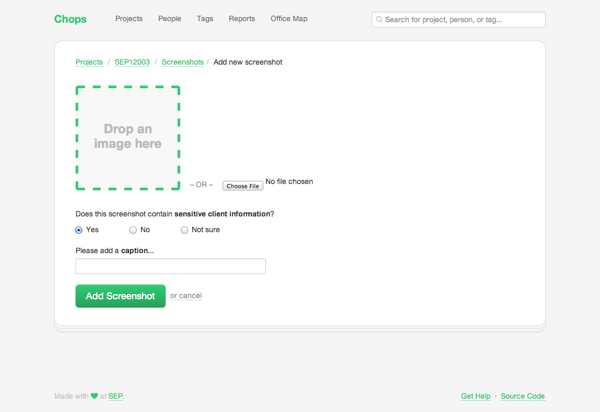 Chops Projects People Tags Reports Office Map Search for project, person, or tag...
Projects / SEP12003 / Screenshots / Add new screenshot
Drop an
image here
– OR – Choose File No file chosen
Does this screenshot contain sensitive client information?
Yes No Not sure
Please add a caption...
Add Screenshot or cancel
Made with ♥ at SEP. Get Help · Source Code